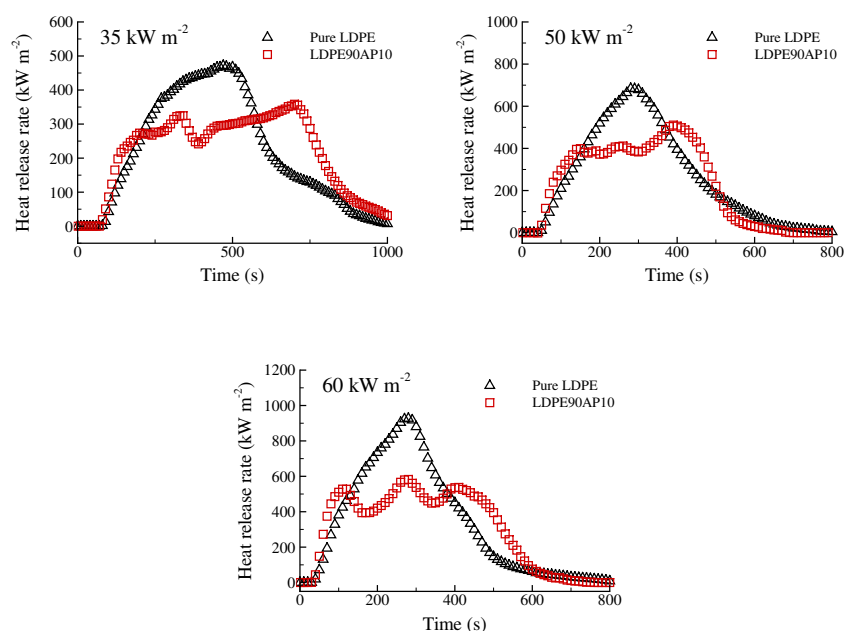 35 kW m-2
Pure LDPE
LDPE90AP10
Heat release rate (kW m-2)
600
500
400
300
200
100
0
0
500
1000
Time (s)
50 kW m-2
Pure LDPE
LDPE90AP10
Heat release rate (kW m-2)
1000
800
600
400
200
0
0
200
400
600
800
Time (s)
60 kW m-2
Pure LDPE
LDPE90AP10
Heat release rate (kW m-2)
1200
1000
800
600
400
200
0
0
200
400
600
800
Time (s)